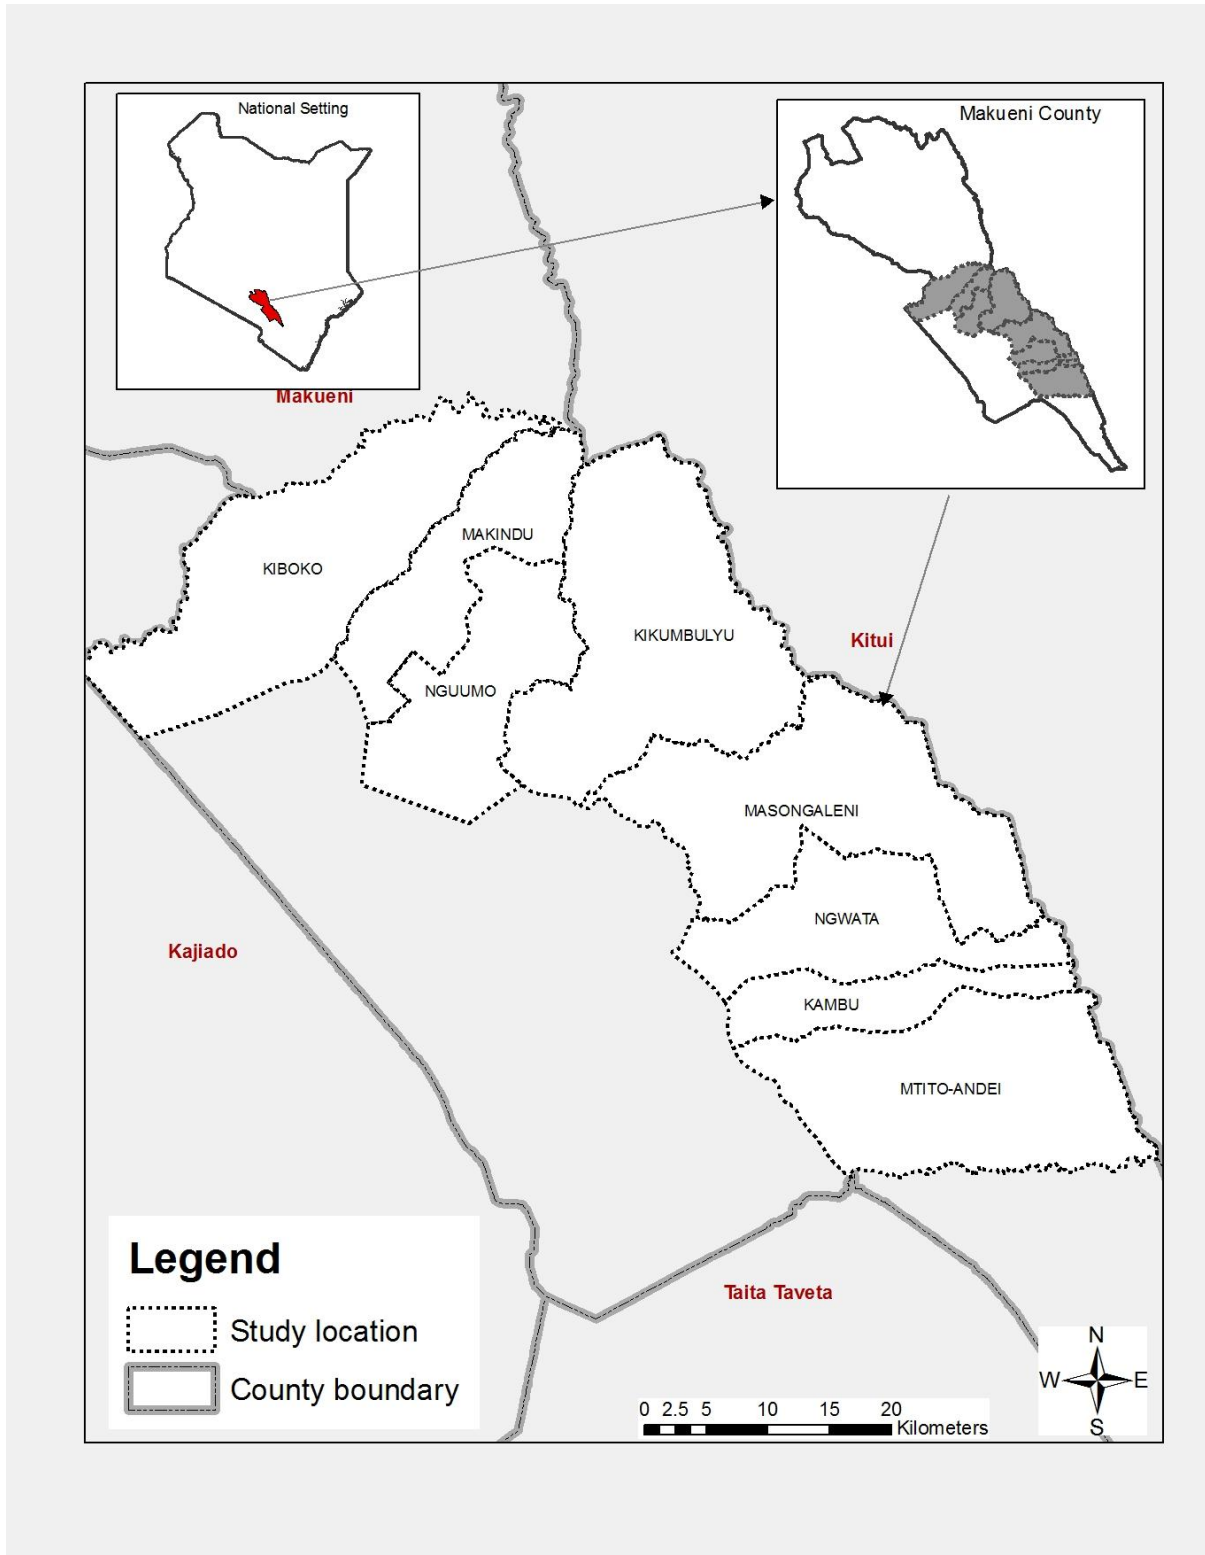 National Setting
Makueni County
Makueni
MAKINDU
KIBOKO
KIKUMBULYU
Kitui
NGUUMO
MASONGALENI
NGWATA
Kajiado
KAMBU
MTITO-ANDEI
Taita Taveta
Legend
Study location
County boundary
N
W E
S
0 2.5 5 10 15 20
Kilometers